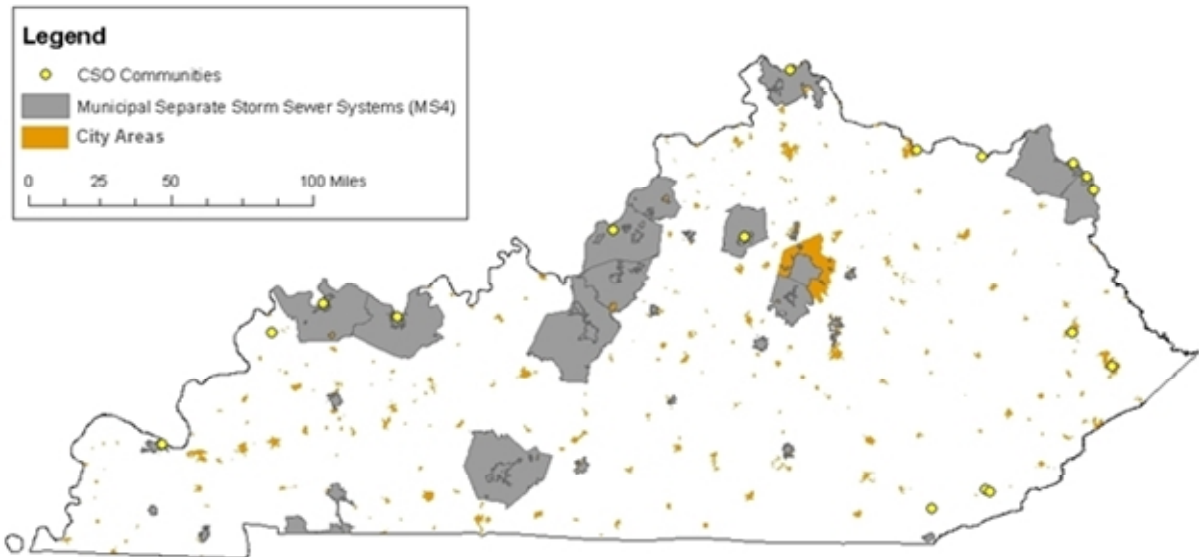 Legend
CSO Communities
Municipal Separate Storm Sewer Systems (MS4)
City Areas
0 25 50 100 Miles